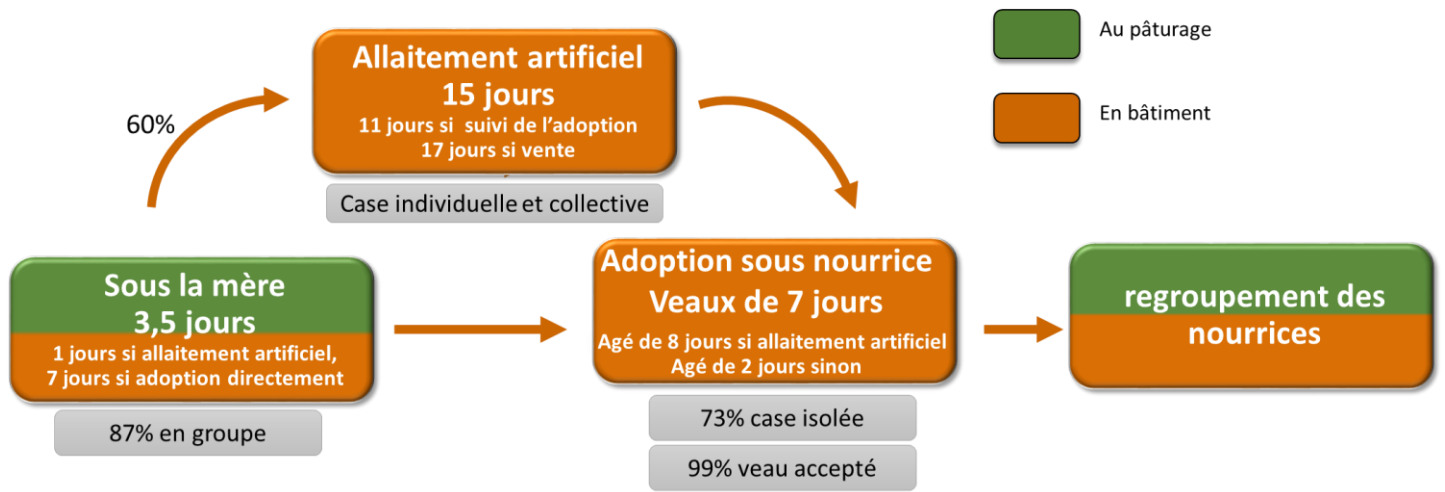 Au pâturage
En bâtiment
60%
Allaitement artificiel
15 jours
11 jours si suivi de l'adoption
17 jours si vente
Case individuelle et collective
Sous la mère
3,5 jours
1 jours si allaitement artificiel,
7 jours si adoption directement
87% en groupe
Adoption sous nourrice
Veaux de 7 jours
Agé de 8 jours si allaitement artificiel
Agé de 2 jours sinon
73% case isolée
99% veau accepté
regroupement des
nourrices